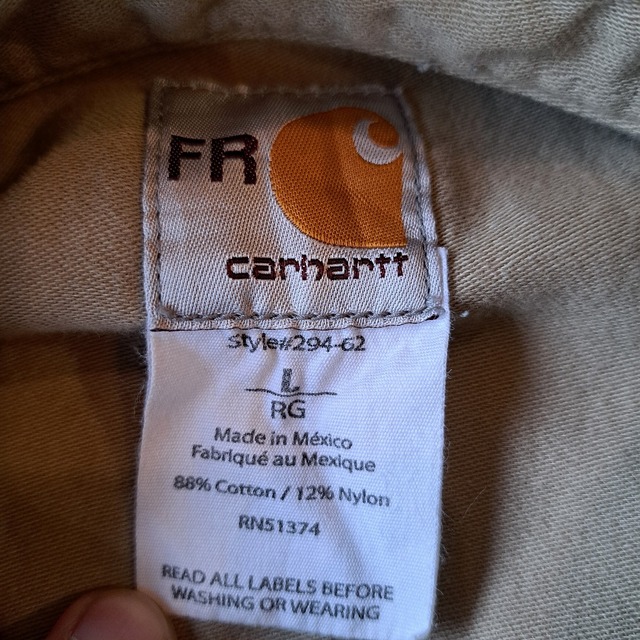 FR
carhartt
Style#294-62
L
RG
Made in México
Fabriqué au Mexique
88% Cotton / 12% Nylon
RN51374
READ ALL LABELS BEFORE
WASHING OR WEARING